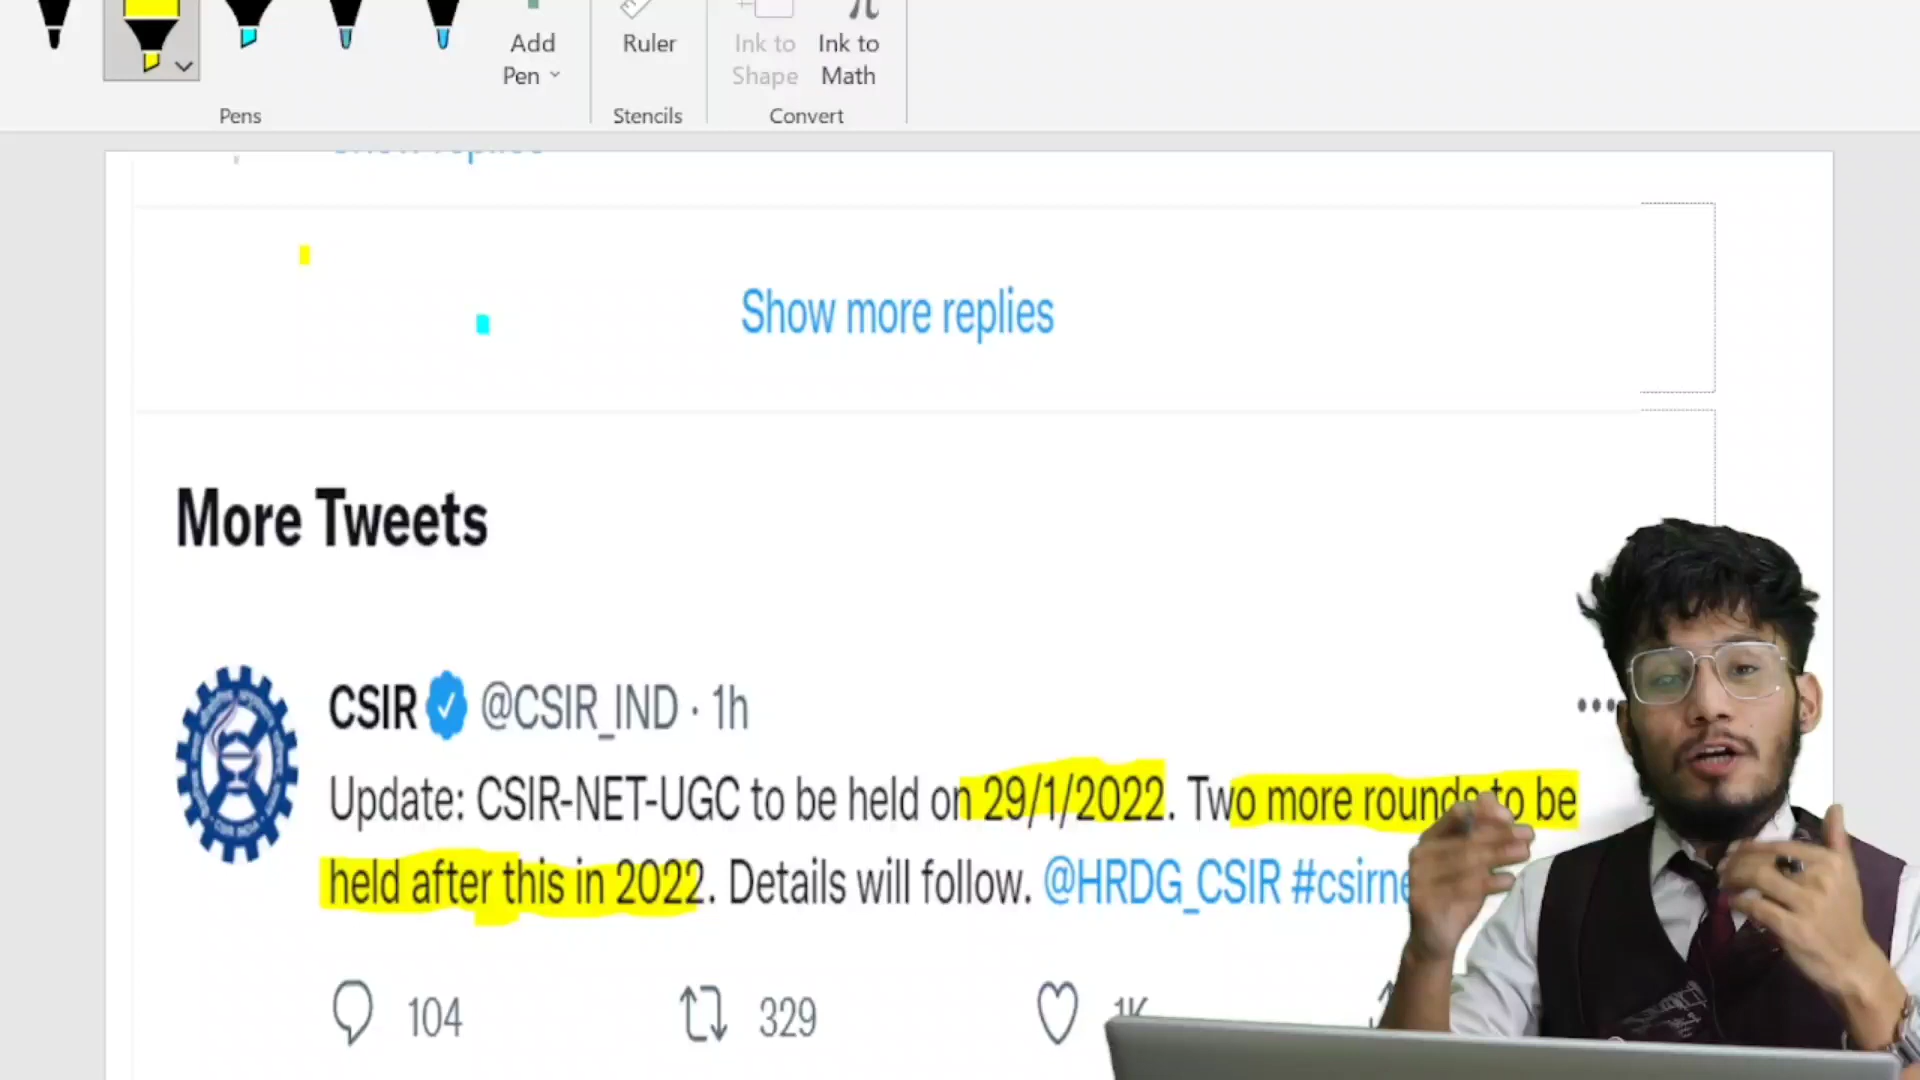 Add
Pen
Ruler
Ink to
Shape
Ink to
Math
Pens
Stencils
Convert
Show more replies
More Tweets
CSIR @CSIR_IND · 1h
Update: CSIR-NET-UGC to be held on 29/1/2022. Two more rounds to be
held after this in 2022. Details will follow. @HRDG_CSIR #csirne
104 329 1K